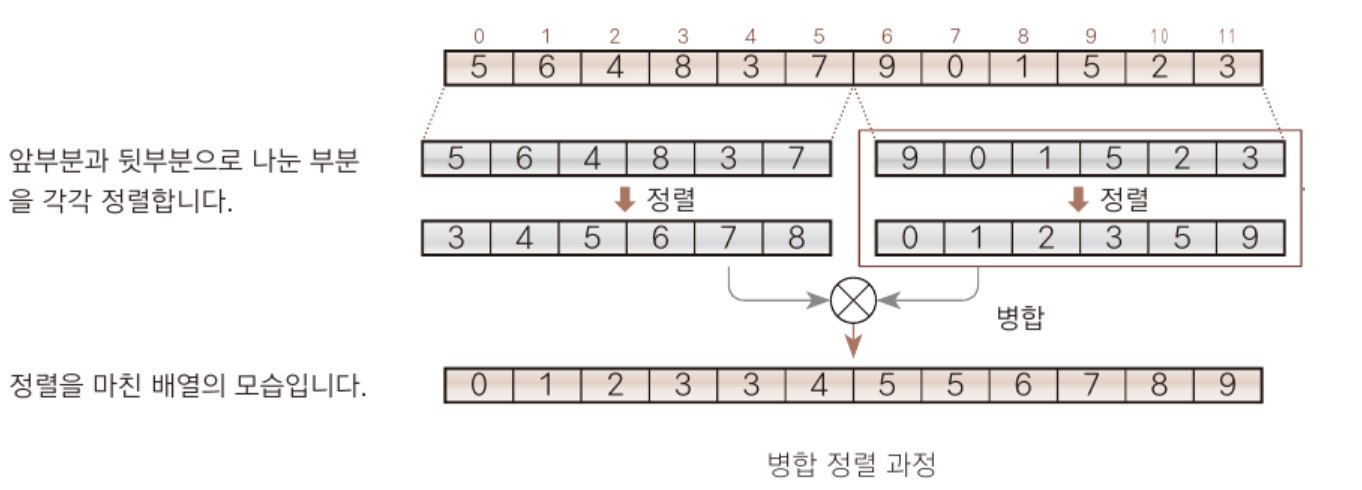 0 1 2 3 4 5 6 7 8 9 10 11
5 6 4 8 3 7 9 0 1 5 2 3
앞부분과 뒷부분으로 나눈 부분
을 각각 정렬합니다.
5 6 4 8 3 7
9 0 1 5 2 3
정렬
정렬
3 4 5 6 7 8
0 1 2 3 5 9
병합
정렬을 마친 배열의 모습입니다.
0 1 2 3 3 4 5 5 6 7 8 9
병합 정렬 과정